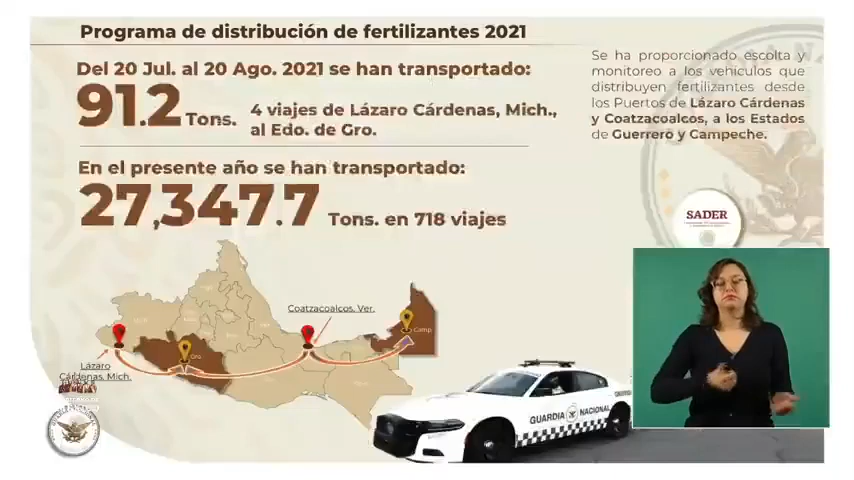 Programa de distribución de fertilizantes 2021
Del 20 Jul. al 20 Ago. 2021 se han transportado:
91.2 Tons.
4 viajes de Lázaro Cárdenas, Mich.,
al Edo. de Gro.
En el presente año se han transportado:
27,347.7 Tons. en 718 viajes
Se ha proporcionado escolta y
monitoreo a los vehículos que
distribuyen fertilizantes desde
los Puertos de Lázaro Cárdenas
y Coatzacoalcos, a los Estados
de Guerrero y Campeche.
SADER
Coatzacoalcos, Ver.
Camp.
Gro.
Lázaro
Cárdenas, Mich.
GUARDIA NACIONAL